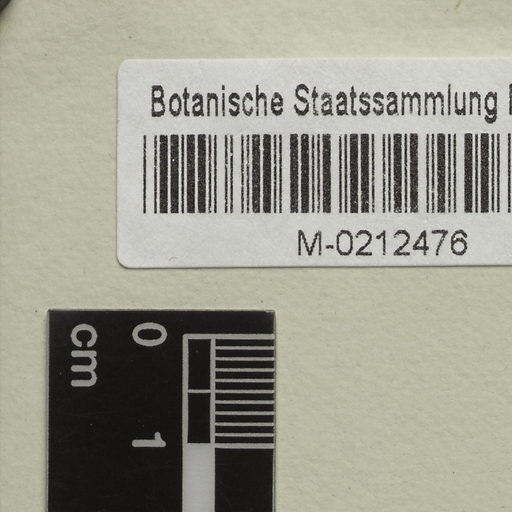 Botanische Staatssammlung
M-0212476
cm
0
1